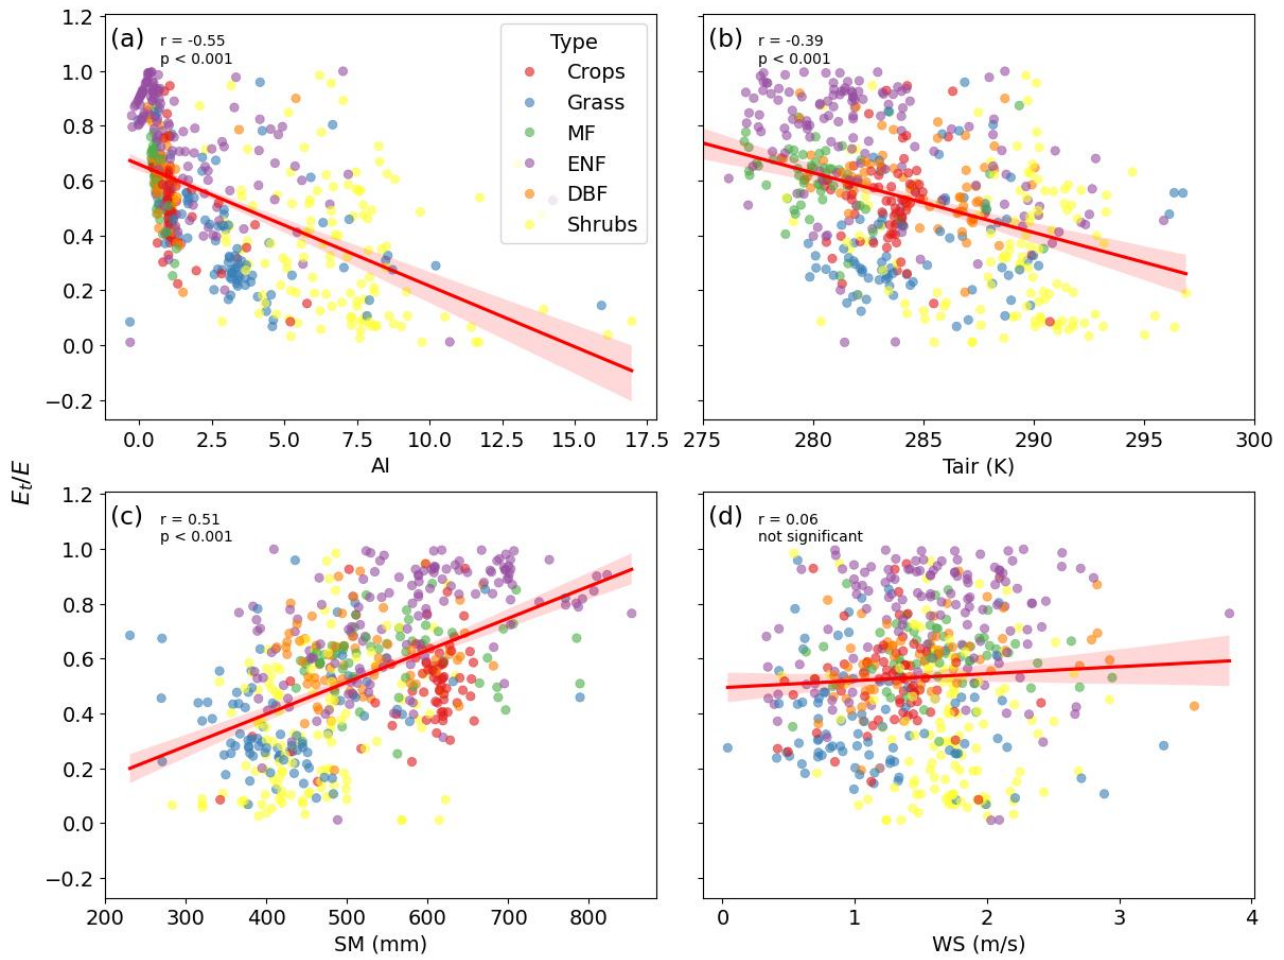 (a)
r = -0.55
p < 0.001
Type
Crops
Grass
MF
ENF
DBF
Shrubs
1.2
1.0
0.8
0.6
0.4
0.2
0.0
−0.2
0.0
2.5
5.0
7.5
10.0
12.5
15.0
17.5
AI
(b)
r = -0.39
p < 0.001
275
280
285
290
295
300
Tair (K)
E_t/E
(c)
r = 0.51
p < 0.001
1.2
1.0
0.8
0.6
0.4
0.2
0.0
−0.2
200
300
400
500
600
700
800
SM (mm)
(d)
r = 0.06
not significant
0
1
2
3
4
WS (m/s)